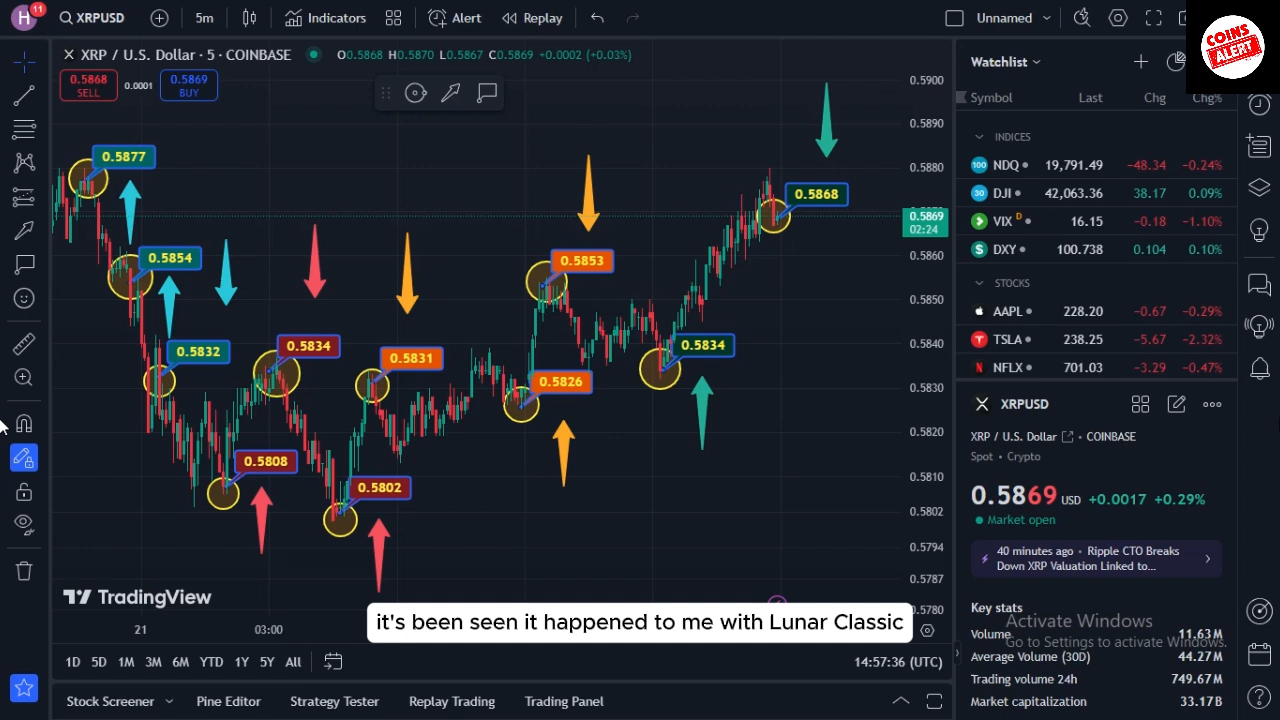 H
11
XRPUSD
5m
Indicators
Alert
Replay
Unnamed
COINS
ALERT
XRP / U.S. Dollar · 5 · COINBASE
O0.5868 H0.5870 L0.5867 C0.5869 +0.0002 (+0.03%)
0.5868
SELL
0.0001
0.5869
BUY
0.5877
0.5854
0.5832
0.5808
0.5834
0.5802
0.5831
0.5853
0.5826
0.5834
0.5868
0.5900
0.5890
0.5880
0.5869
02:24
0.5860
0.5850
0.5840
0.5830
0.5820
0.5810
0.5802
0.5794
0.5787
0.5780
TradingView
21
03:00
it's been seen it happened to me with Lunar Classic
1D 5D 1M 3M 6M YTD 1Y 5Y All
14:57:36 (UTC)
Stock Screener
Pine Editor
Strategy Tester
Replay Trading
Trading Panel
Watchlist
Symbol Last Chg Chg%
INDICES
100 NDQ 19,791.49 −48.34 −0.24%
30 DJI 42,063.36 38.17 0.09%
VIX D 16.15 −0.18 −1.10%
$ DXY 100.738 0.104 0.10%
STOCKS
AAPL 228.20 −0.67 −0.29%
TSLA 238.25 −5.67 −2.32%
N NFLX 701.03 −3.29 −0.47%
XRPUSD
XRP / U.S. Dollar · COINBASE
Spot · Crypto
0.5869 USD +0.0017 +0.29%
Market open
40 minutes ago · Ripple CTO Breaks
Down XRP Valuation Linked to...
Key stats
Activate Windows
Volume 11.63M
Go to Settings to activate Windows.
Average Volume (30D) 44.27M
Trading volume 24h 749.67M
Market capitalization 33.17B